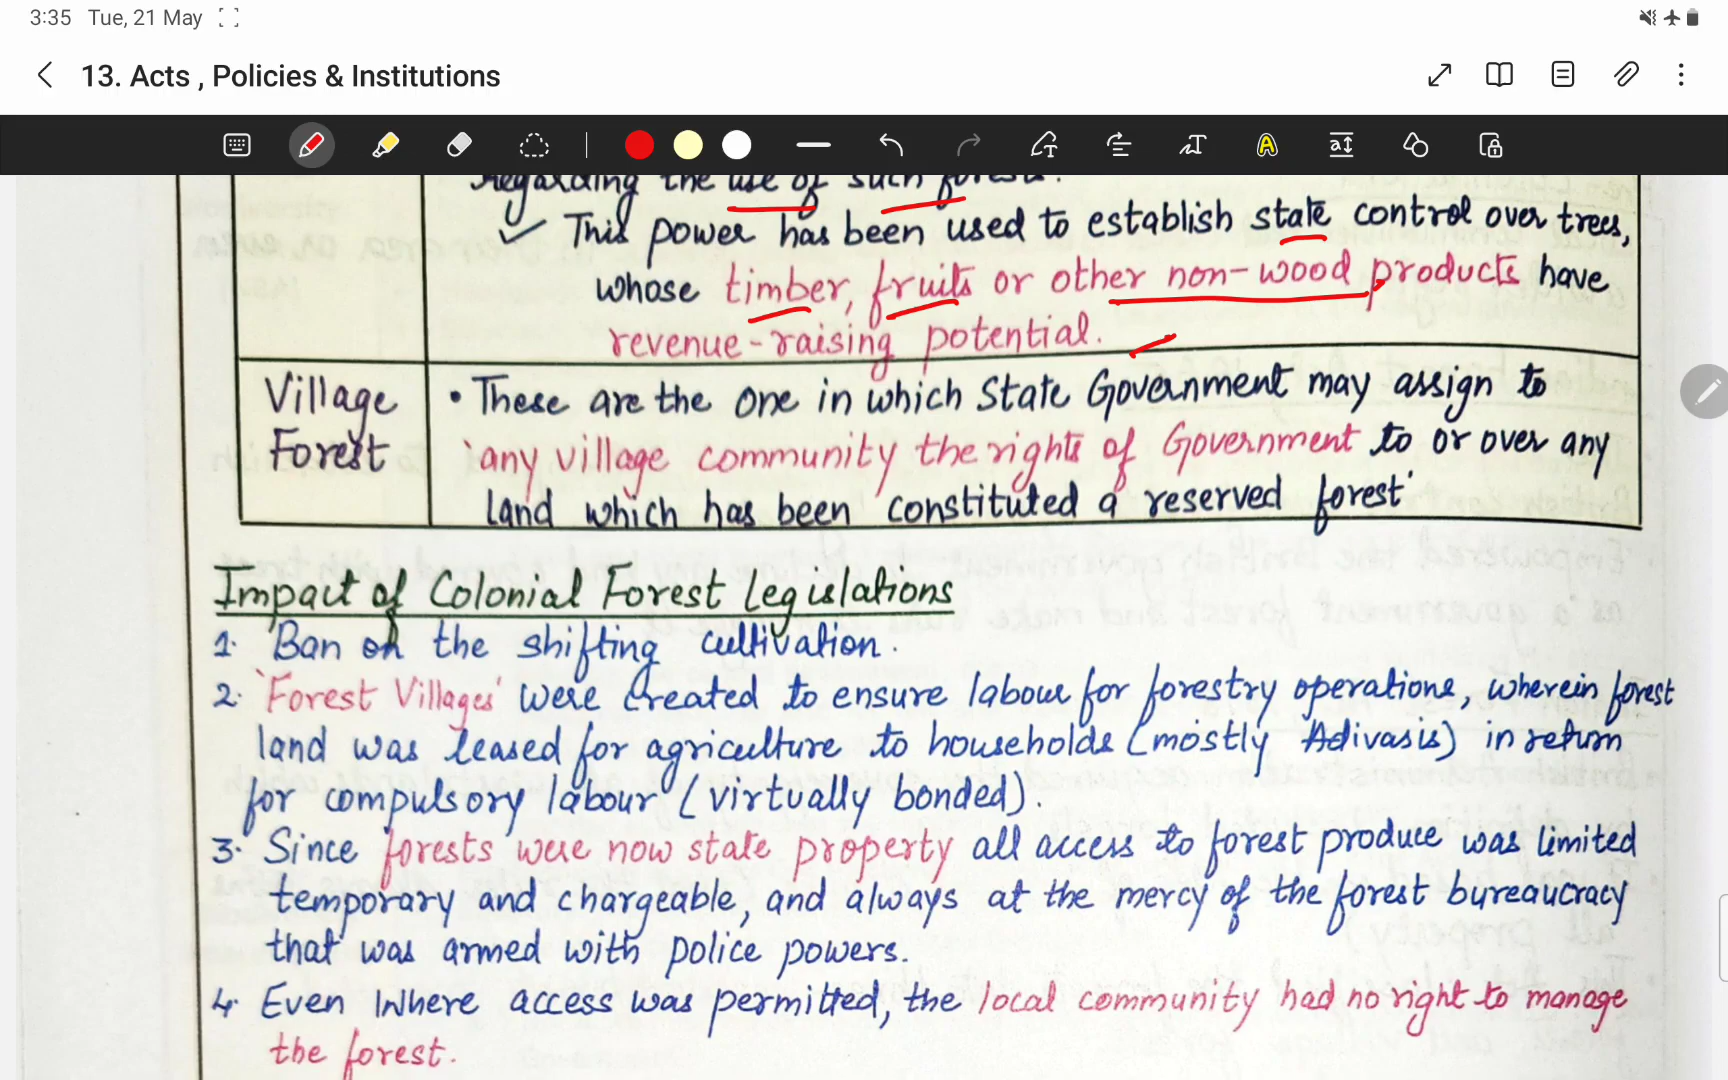 3:35 Tue, 21 May
13. Acts , Policies & Institutions
regarding the use of such forests.
✓ This power has been used to establish state control over trees,
whose timber, fruits or other non-wood products have
revenue-raising potential.
Village Forest
• These are the one in which State Government may assign to
'any village community the rights of Government to or over any
land which has been constituted a reserved forest'
Impact of Colonial Forest Legislations
1. Ban on the shifting cultivation.
2. 'Forest Villages' were created to ensure labour for forestry operations, wherein forest
land was leased for agriculture to households (mostly Adivasis) in return
for compulsory labour (virtually bonded).
3. Since forests were now state property all access to forest produce was limited
temporary and chargeable, and always at the mercy of the forest bureaucracy
that was armed with police powers.
4. Even where access was permitted, the local community had no right to manage
the forest.